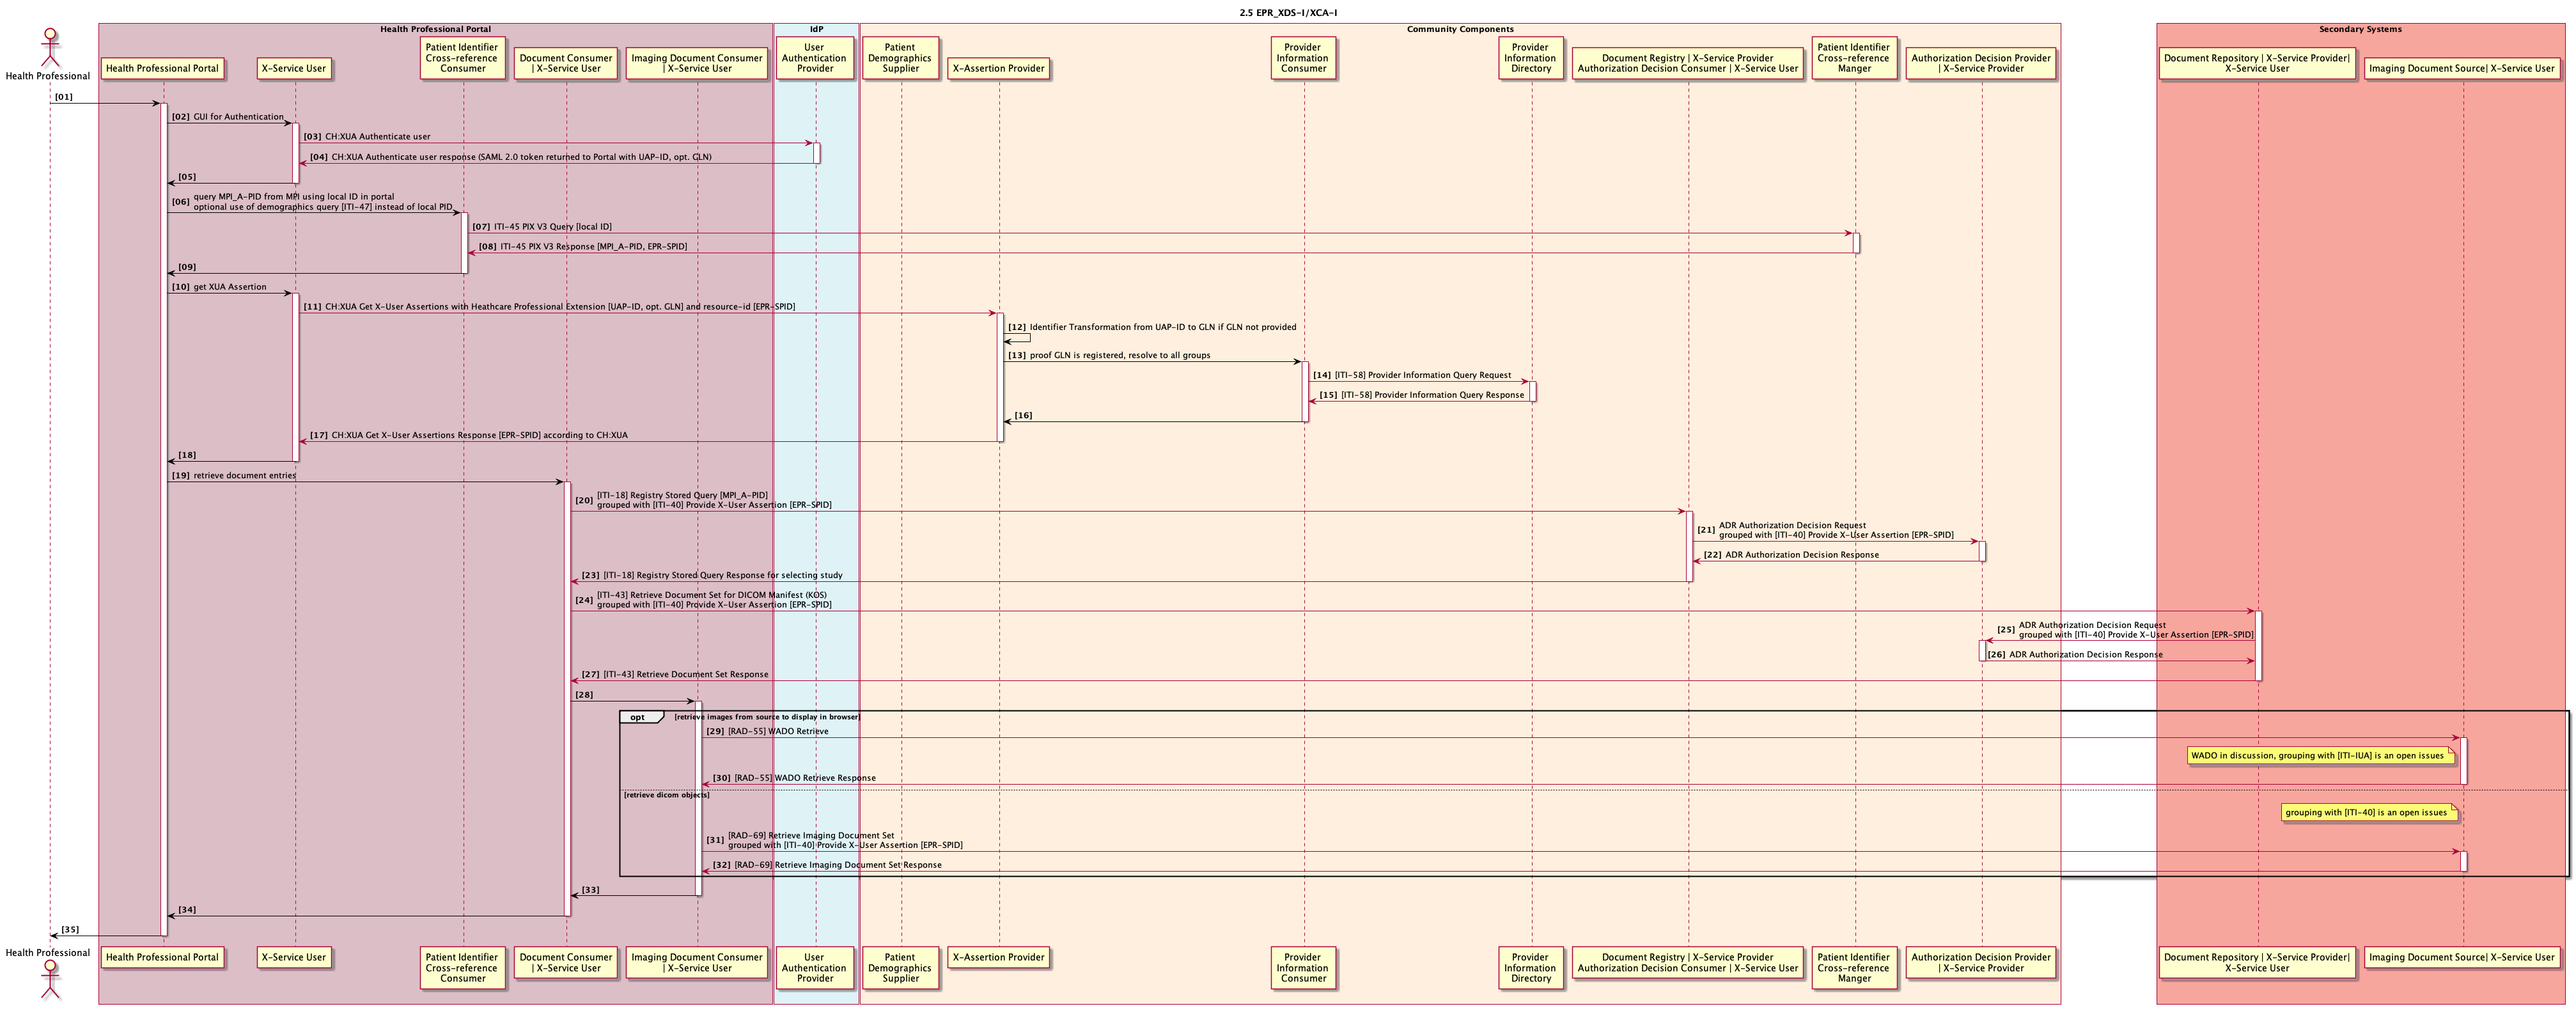 2.5 EPR_XDS-I/XCA-I
Health Professional Portal
IdP
Community Components
Secondary Systems
Health Professional
Health Professional Portal
X-Service User
Patient Identifier
Cross-reference
Consumer
Document Consumer
| X-Service User
Imaging Document Consumer
| X-Service User
User
Authentication
Provider
Patient
Demographics
Supplier
X-Assertion Provider
Provider
Information
Consumer
Provider
Information
Directory
Document Registry | X-Service Provider
Authorization Decision Consumer | X-Service User
Patient Identifier
Cross-reference
Manger
Authorization Decision Provider
| X-Service Provider
Document Repository | X-Service Provider|
X-Service User
Imaging Document Source| X-Service User
[01]
[02] GUI for Authentication
[03] CH:XUA Authenticate user
[04] CH:XUA Authenticate user response (SAML 2.0 token returned to Portal with UAP-ID, opt. GLN)
[05]
[06] query MPI_A-PID from MPI using local ID in portal
optional use of demographics query [ITI-47] instead of local PID
[07] ITI-45 PIX V3 Query [local ID]
[08] ITI-45 PIX V3 Response [MPI_A-PID, EPR-SPID]
[09]
[10] get XUA Assertion
[11] CH:XUA Get X-User Assertions with Heathcare Professional Extension [UAP-ID, opt. GLN] and resource-id [EPR-SPID]
[12] Identifier Transformation from UAP-ID to GLN if GLN not provided
[13] proof GLN is registered, resolve to all groups
[14] [ITI-58] Provider Information Query Request
[15] [ITI-58] Provider Information Query Response
[16]
[17] CH:XUA Get X-User Assertions Response [EPR-SPID] according to CH:XUA
[18]
[19] retrieve document entries
[20] [ITI-18] Registry Stored Query [MPI_A-PID]
grouped with [ITI-40] Provide X-User Assertion [EPR-SPID]
[21] ADR Authorization Decision Request
grouped with [ITI-40] Provide X-User Assertion [EPR-SPID]
[22] ADR Authorization Decision Response
[23] [ITI-18] Registry Stored Query Response for selecting study
[24] [ITI-43] Retrieve Document Set for DICOM Manifest (KOS)
grouped with [ITI-40] Provide X-User Assertion [EPR-SPID]
[25] ADR Authorization Decision Request
grouped with [ITI-40] Provide X-User Assertion [EPR-SPID]
[26] ADR Authorization Decision Response
[27] [ITI-43] Retrieve Document Set Response
[28]
opt [retrieve images from source to display in browser]
[29] [RAD-55] WADO Retrieve
WADO in discussion, grouping with [ITI-IUA] is an open issues
[30] [RAD-55] WADO Retrieve Response
[retrieve dicom objects]
grouping with [ITI-40] is an open issues
[31] [RAD-69] Retrieve Imaging Document Set
grouped with [ITI-40] Provide X-User Assertion [EPR-SPID]
[32] [RAD-69] Retrieve Imaging Document Set Response
[33]
[34]
[35]
Health Professional
Health Professional Portal
X-Service User
Patient Identifier
Cross-reference
Consumer
Document Consumer
| X-Service User
Imaging Document Consumer
| X-Service User
User
Authentication
Provider
Patient
Demographics
Supplier
X-Assertion Provider
Provider
Information
Consumer
Provider
Information
Directory
Document Registry | X-Service Provider
Authorization Decision Consumer | X-Service User
Patient Identifier
Cross-reference
Manger
Authorization Decision Provider
| X-Service Provider
Document Repository | X-Service Provider|
X-Service User
Imaging Document Source| X-Service User